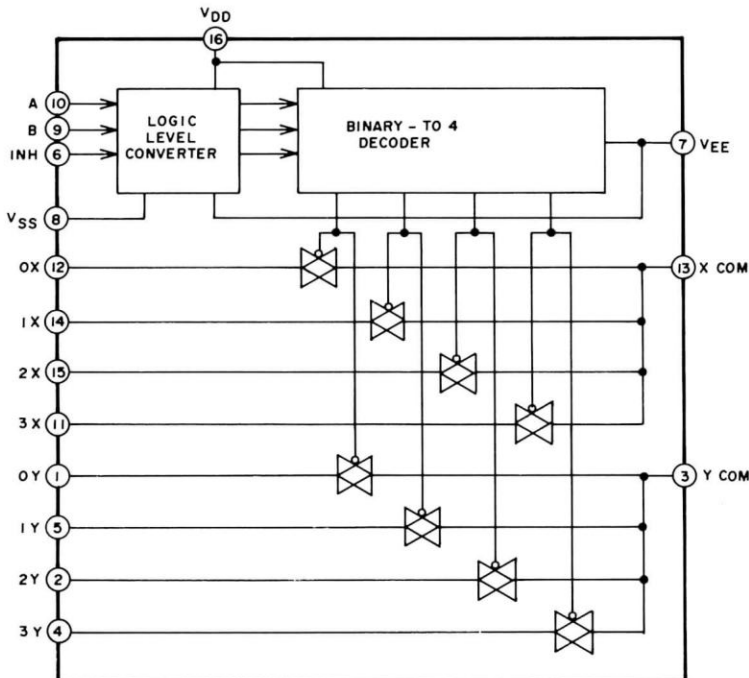 VDD
16
A 10
B 9
INH 6
LOGIC
LEVEL
CONVERTER
BINARY - TO 4
DECODER
7 VEE
VSS 8
0X 12
13 X COM
1X 14
2X 15
3X 11
0Y 1
3 Y COM
1Y 5
2Y 2
3Y 4